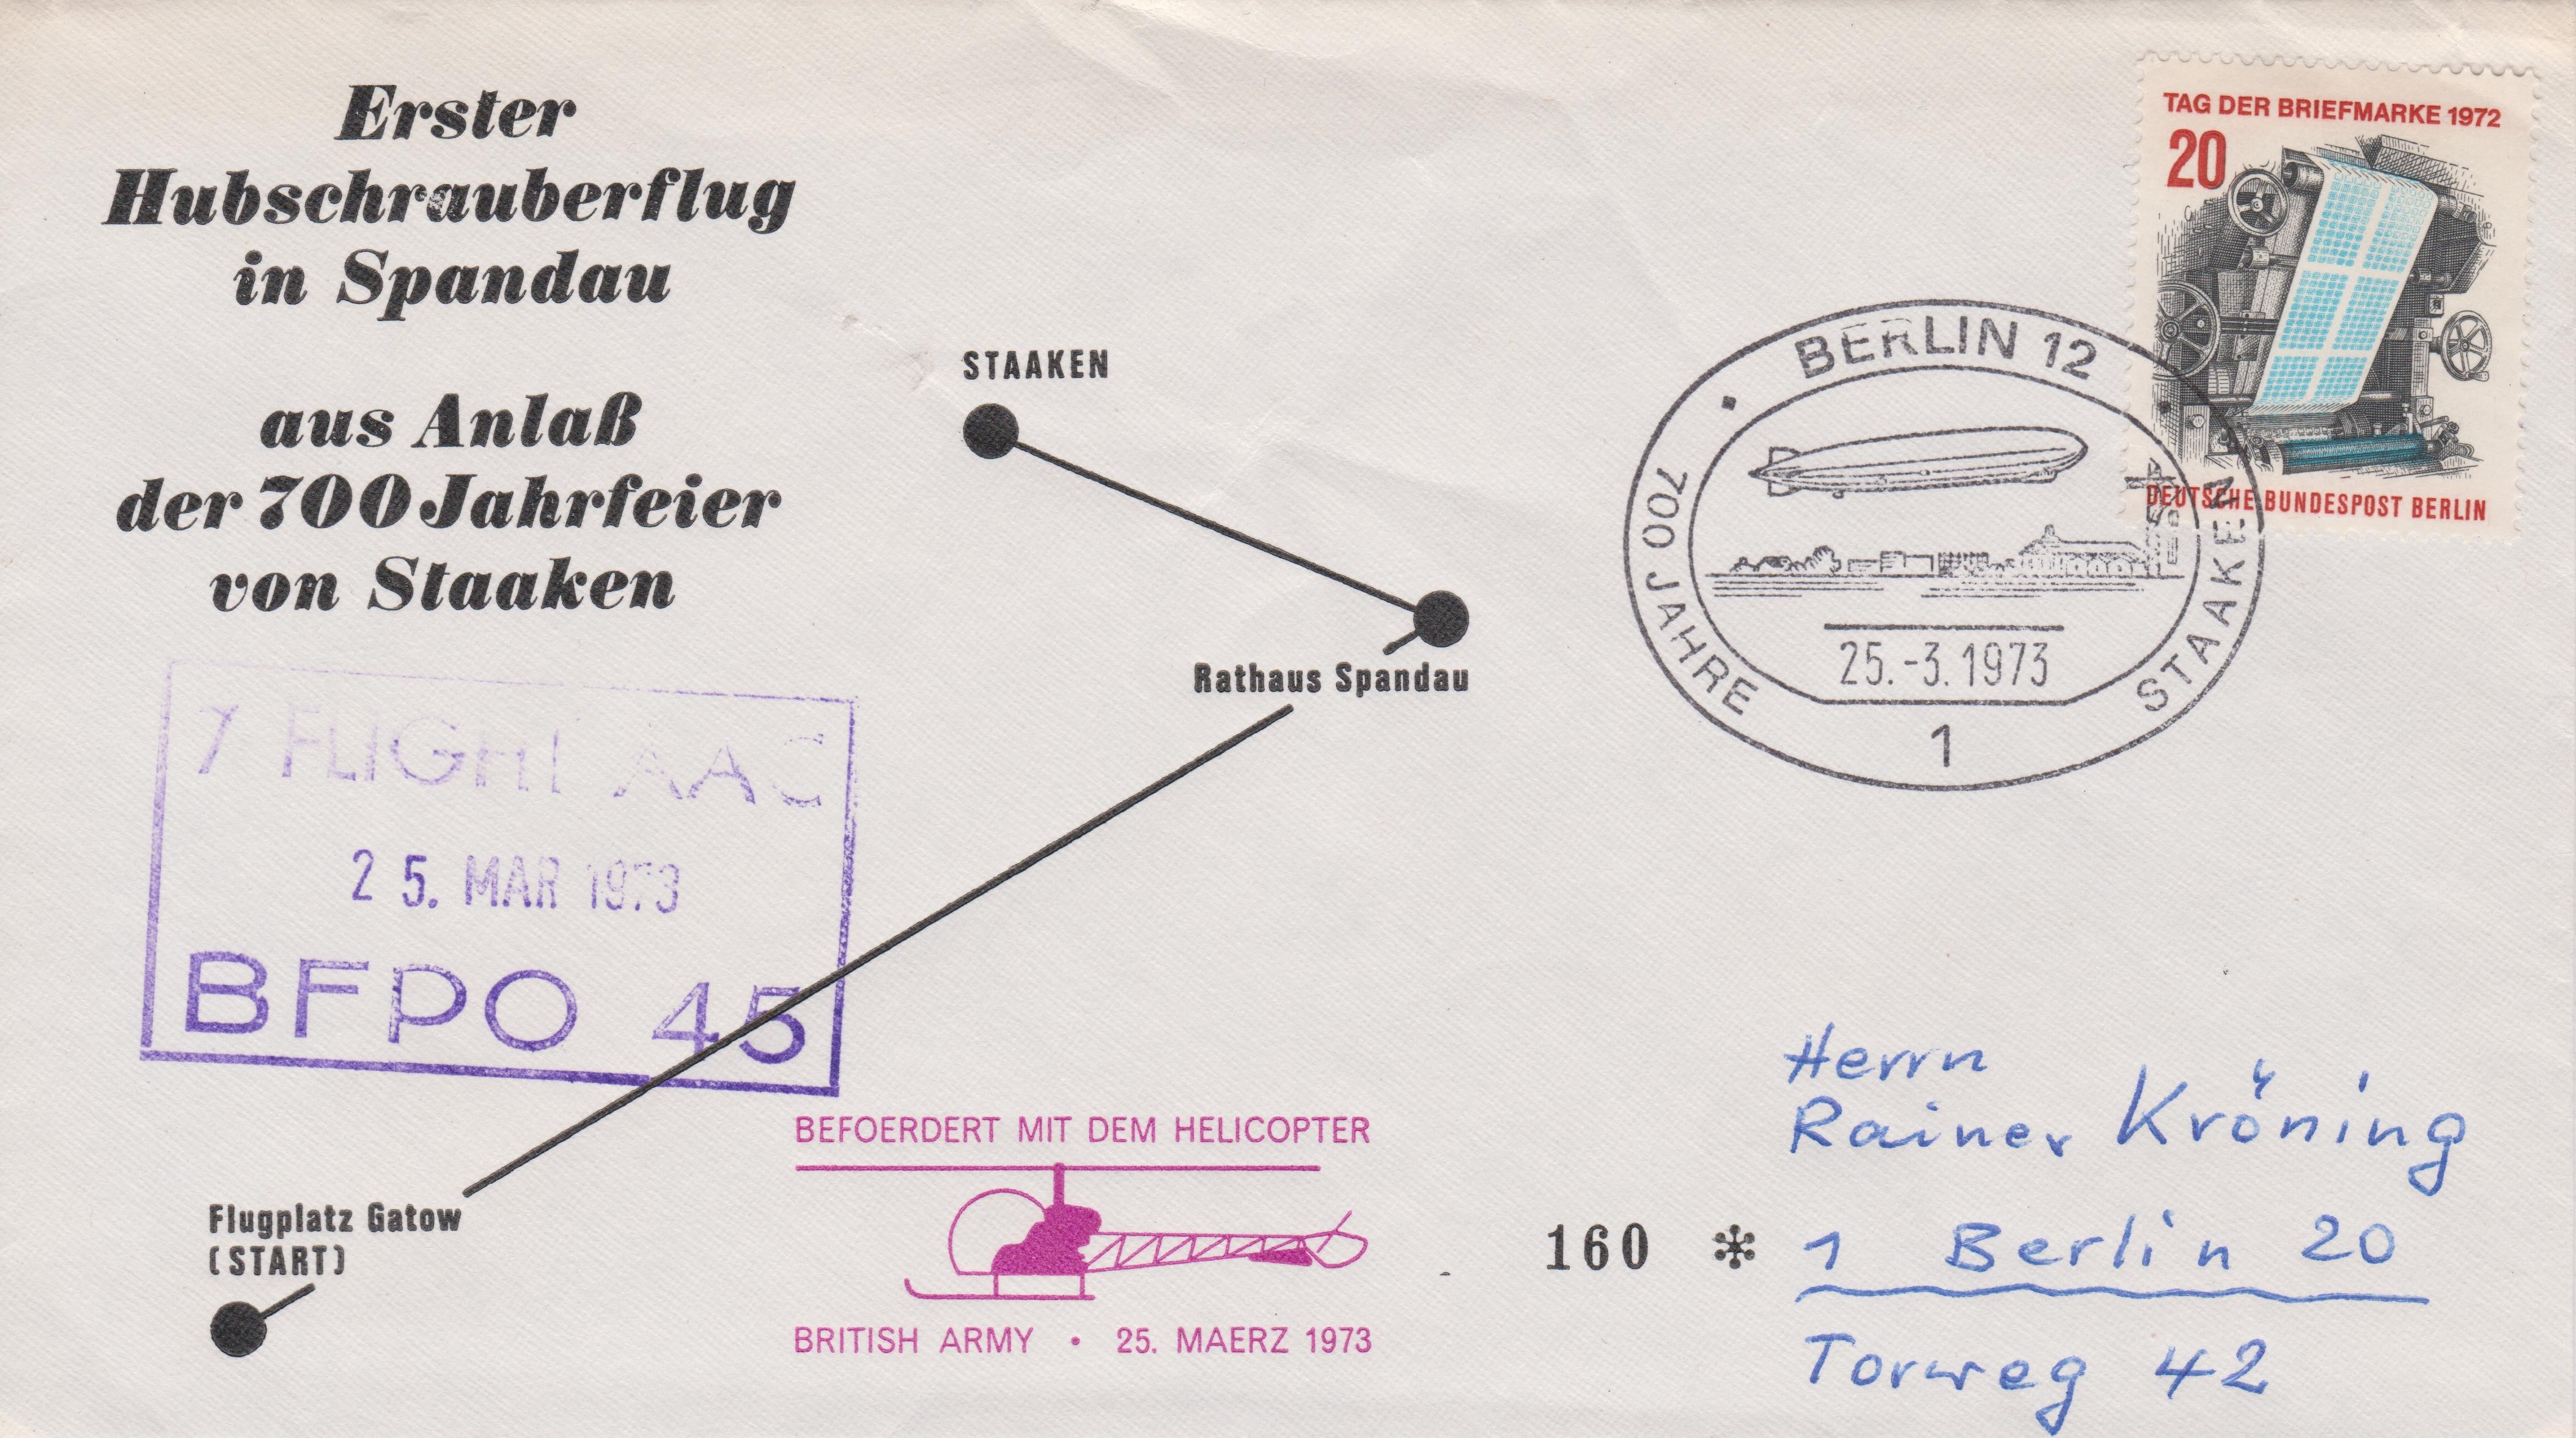 Erster
Hubschrauberflug
in Spandau
aus Anlaß
der 700 Jahrfeier
von Staaken
TAG DER BRIEFMARKE 1972
20
DEUTSCHE BUNDESPOST BERLIN
BERLIN 12
700 JAHRE STAAKEN
25.-3.1973
1
STAAKEN
Rathaus Spandau
7 FLIGHT AAC
25. MAR 1973
BFPO 45
Flugplatz Gatow
(START)
BEFOERDERT MIT DEM HELICOPTER
BRITISH ARMY • 25. MAERZ 1973
160 *
Herrn
Rainer Kröning
1 Berlin 20
Torweg 42